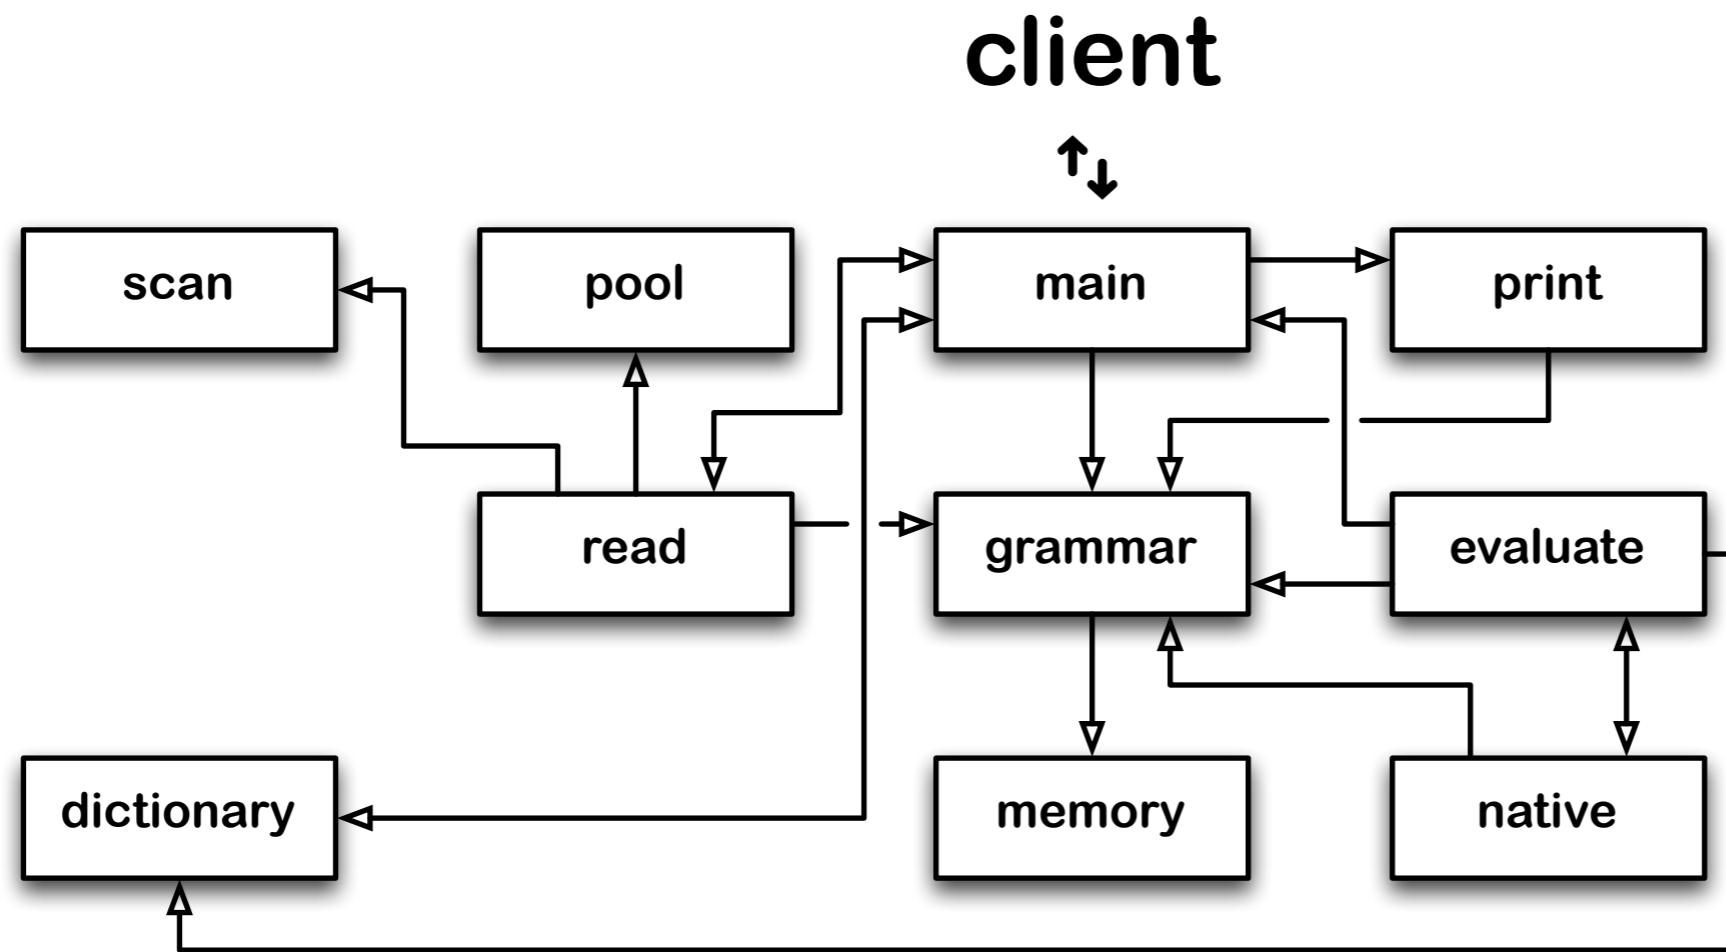 client
scan
pool
main
print
read
grammar
evaluate
dictionary
memory
native